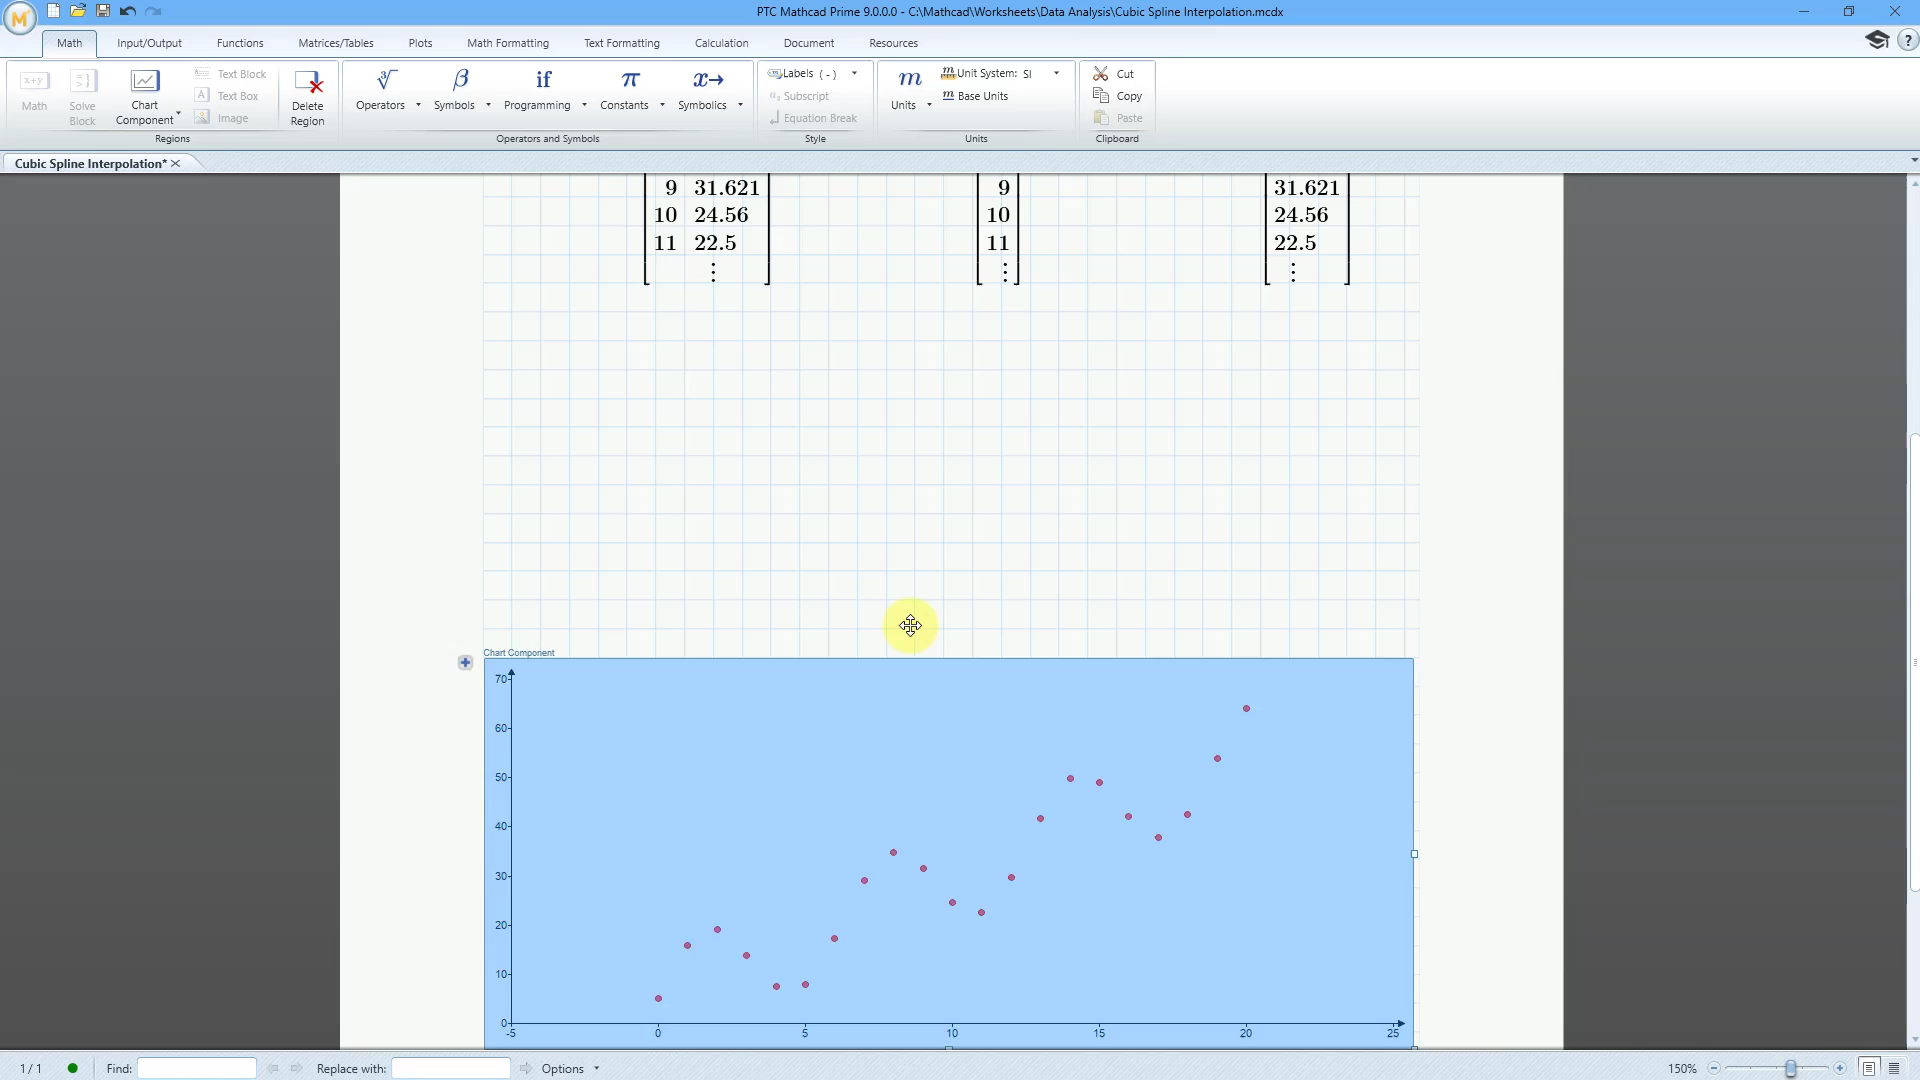 PTC Mathcad Prime 9.0.0.0 - C:\Mathcad\Worksheets\Data Analysis\Cubic Spline Interpolation.mcdx
Math Input/Output Functions Matrices/Tables Plots Math Formatting Text Formatting Calculation Document Resources
Math
Solve Block
Chart Component
Text Block
Text Box
Image
Delete Region
Regions
∛ Operators
β Symbols
if Programming
π Constants
x→ Symbolics
Operators and Symbols
Labels ( - )
Subscript
Equation Break
Style
m Units
Unit System: SI
Base Units
Units
Cut
Copy
Paste
Clipboard
Cubic Spline Interpolation*
9 31.621 9 31.621
10 24.56 10 24.56
11 22.5 11 22.5
⋮ ⋮ ⋮
Chart Component
70
60
50
40
30
20
10
0
-5 0 5 10 15 20 25
1 / 1 Find: Replace with: Options 150%